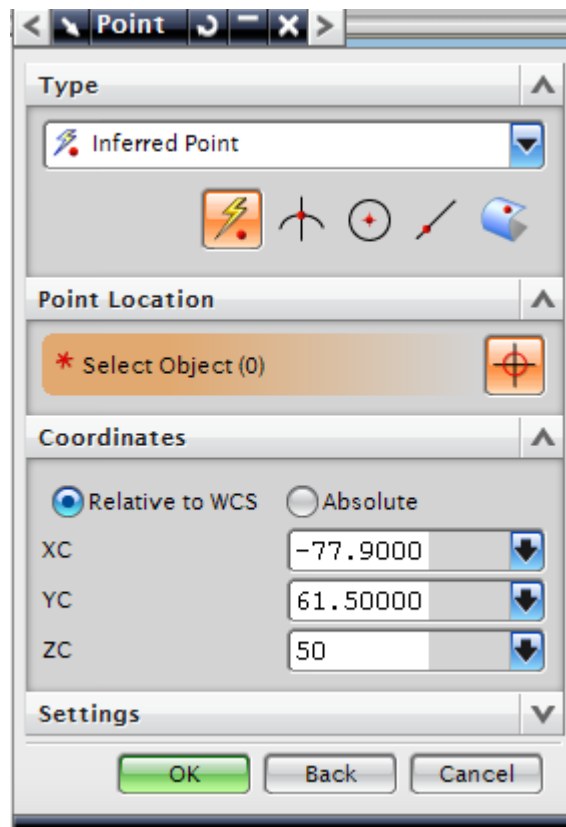 Point
Type
Inferred Point
Point Location
* Select Object (0)
Coordinates
Relative to WCS Absolute
XC -77.9000
YC 61.50000
ZC 50
Settings
OK Back Cancel